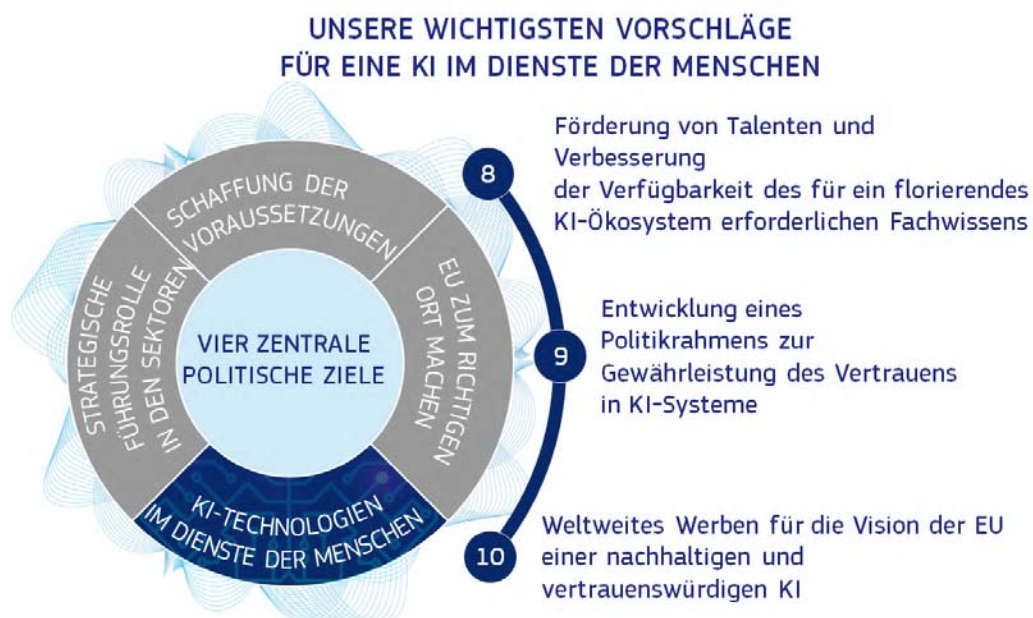 UNSERE WICHTIGSTEN VORSCHLÄGE
FÜR EINE KI IM DIENSTE DER MENSCHEN
SCHAFFUNG DER
VORAUSSETZUNGEN
STRATEGISCHE
FÜHRUNGSROLLE
IN DEN SEKTOREN
EU ZUM RICHTIGEN
ORT MACHEN
VIER ZENTRALE
POLITISCHE ZIELE
KI-TECHNOLOGIEN
IM DIENSTE DER MENSCHEN
8
Förderung von Talenten und
Verbesserung
der Verfügbarkeit des für ein florierendes
KI-Ökosystem erforderlichen Fachwissens
9
Entwicklung eines
Politikrahmens zur
Gewährleistung des Vertrauens
in KI-Systeme
10
Weltweites Werben für die Vision der EU
einer nachhaltigen und
vertrauenswürdigen KI